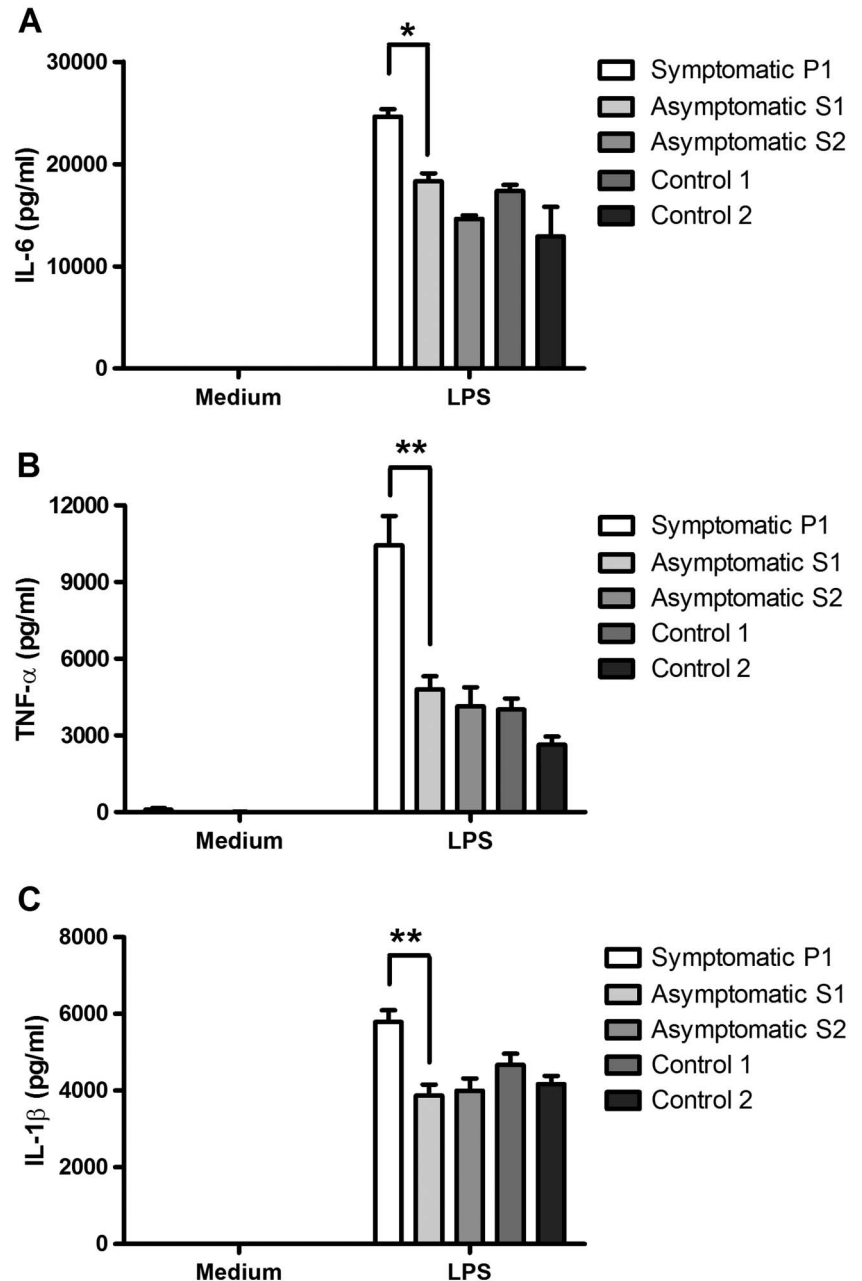 A
*
30000
20000
10000
0
IL-6 (pg/ml)
Medium
LPS
Symptomatic P1
Asymptomatic S1
Asymptomatic S2
Control 1
Control 2
B
**
12000
9000
6000
3000
0
TNF-α (pg/ml)
Medium
LPS
Symptomatic P1
Asymptomatic S1
Asymptomatic S2
Control 1
Control 2
C
**
8000
6000
4000
2000
0
IL-1β (pg/ml)
Medium
LPS
Symptomatic P1
Asymptomatic S1
Asymptomatic S2
Control 1
Control 2